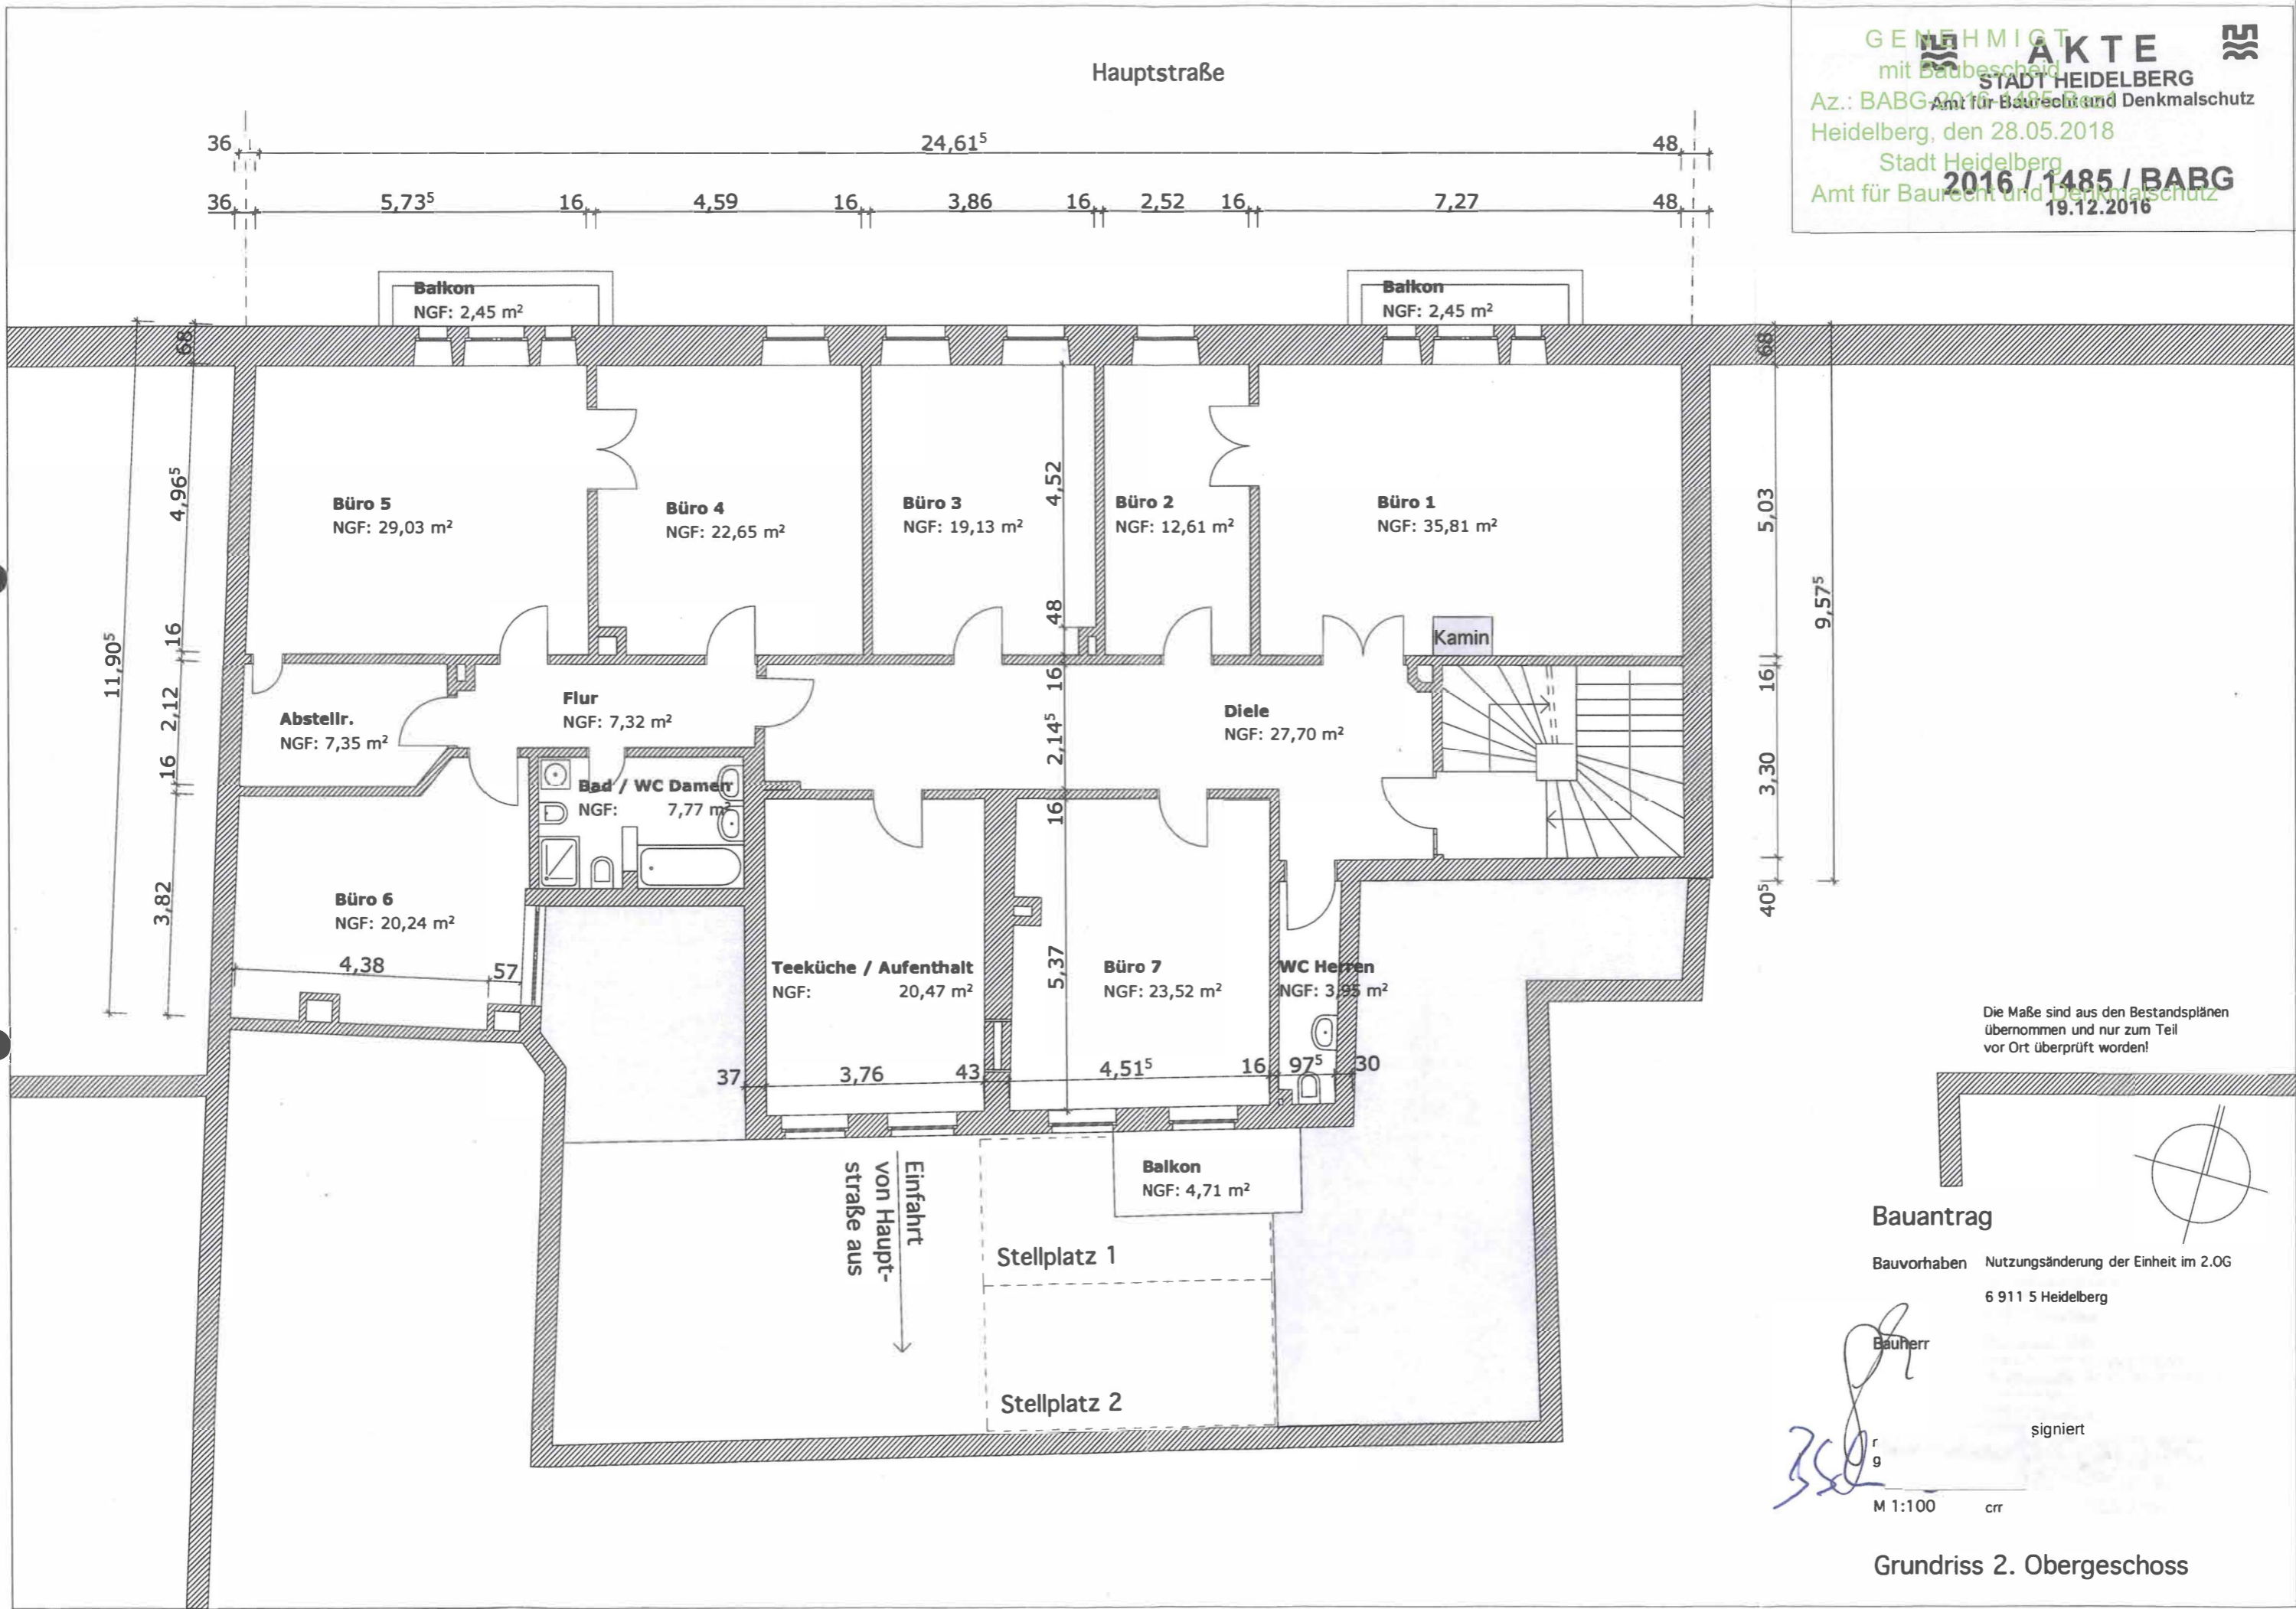 Hauptstraße
GENEHMIGT
mit Baubescheid
Az.: BABG-2016-1485-Bez1
Heidelberg, den 28.05.2018
Stadt Heidelberg
Amt für Baurecht und Denkmalschutz
AKTE
STADT HEIDELBERG
Amt für Baurecht und Denkmalschutz
2016 / 1485 / BABG
19.12.2016
36 24,61⁵ 48
36 5,73⁵ 16 4,59 16 3,86 16 2,52 16 7,27 48
Balkon
NGF: 2,45 m²
Balkon
NGF: 2,45 m²
11,90⁵
68
4,96⁵
16
2,12
16
3,82
Büro 5
NGF: 29,03 m²
Büro 4
NGF: 22,65 m²
Büro 3
NGF: 19,13 m²
Büro 2
NGF: 12,61 m²
Büro 1
NGF: 35,81 m²
Kamin
4,52
48
16
2,14⁵
16
5,37
68
5,03
16
3,30
40⁵
9,57⁵
Abstellr.
NGF: 7,35 m²
Flur
NGF: 7,32 m²
Diele
NGF: 27,70 m²
Bad / WC Damen
NGF: 7,77 m²
Büro 6
NGF: 20,24 m²
4,38 57
Teeküche / Aufenthalt
NGF: 20,47 m²
Büro 7
NGF: 23,52 m²
WC Herren
NGF: 3,95 m²
37 3,76 43 4,51⁵ 16 97⁵ 30
Einfahrt
von Haupt-
straße aus
Balkon
NGF: 4,71 m²
Stellplatz 1
Stellplatz 2
Die Maße sind aus den Bestandsplänen
übernommen und nur zum Teil
vor Ort überprüft worden!
Bauantrag
Bauvorhaben Nutzungsänderung der Einheit im 2.OG
6 911 5 Heidelberg
Bauherr
signiert
r
g
M 1:100 crr
Grundriss 2. Obergeschoss